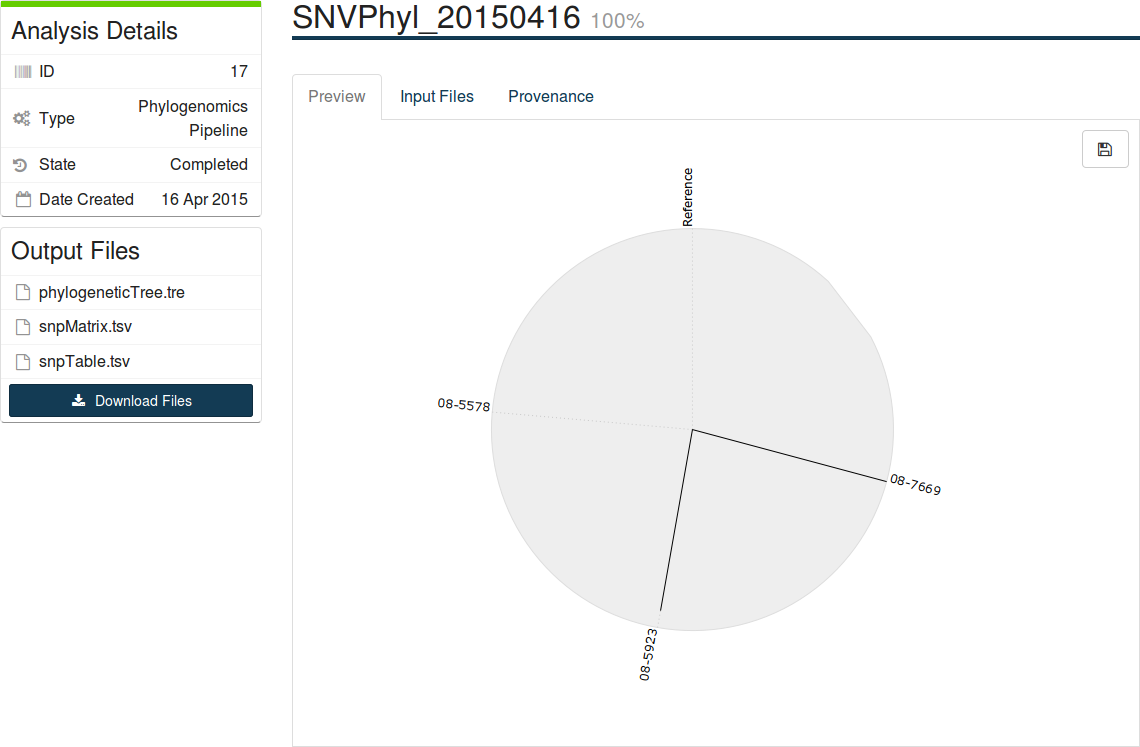 Analysis Details
ID 17
Type Phylogenomics
Pipeline
State Completed
Date Created 16 Apr 2015
Output Files
phylogeneticTree.tre
snpMatrix.tsv
snpTable.tsv
Download Files
SNVPhyl_20150416 100%
Preview Input Files Provenance
Reference
08-5578
08-7669
08-5923